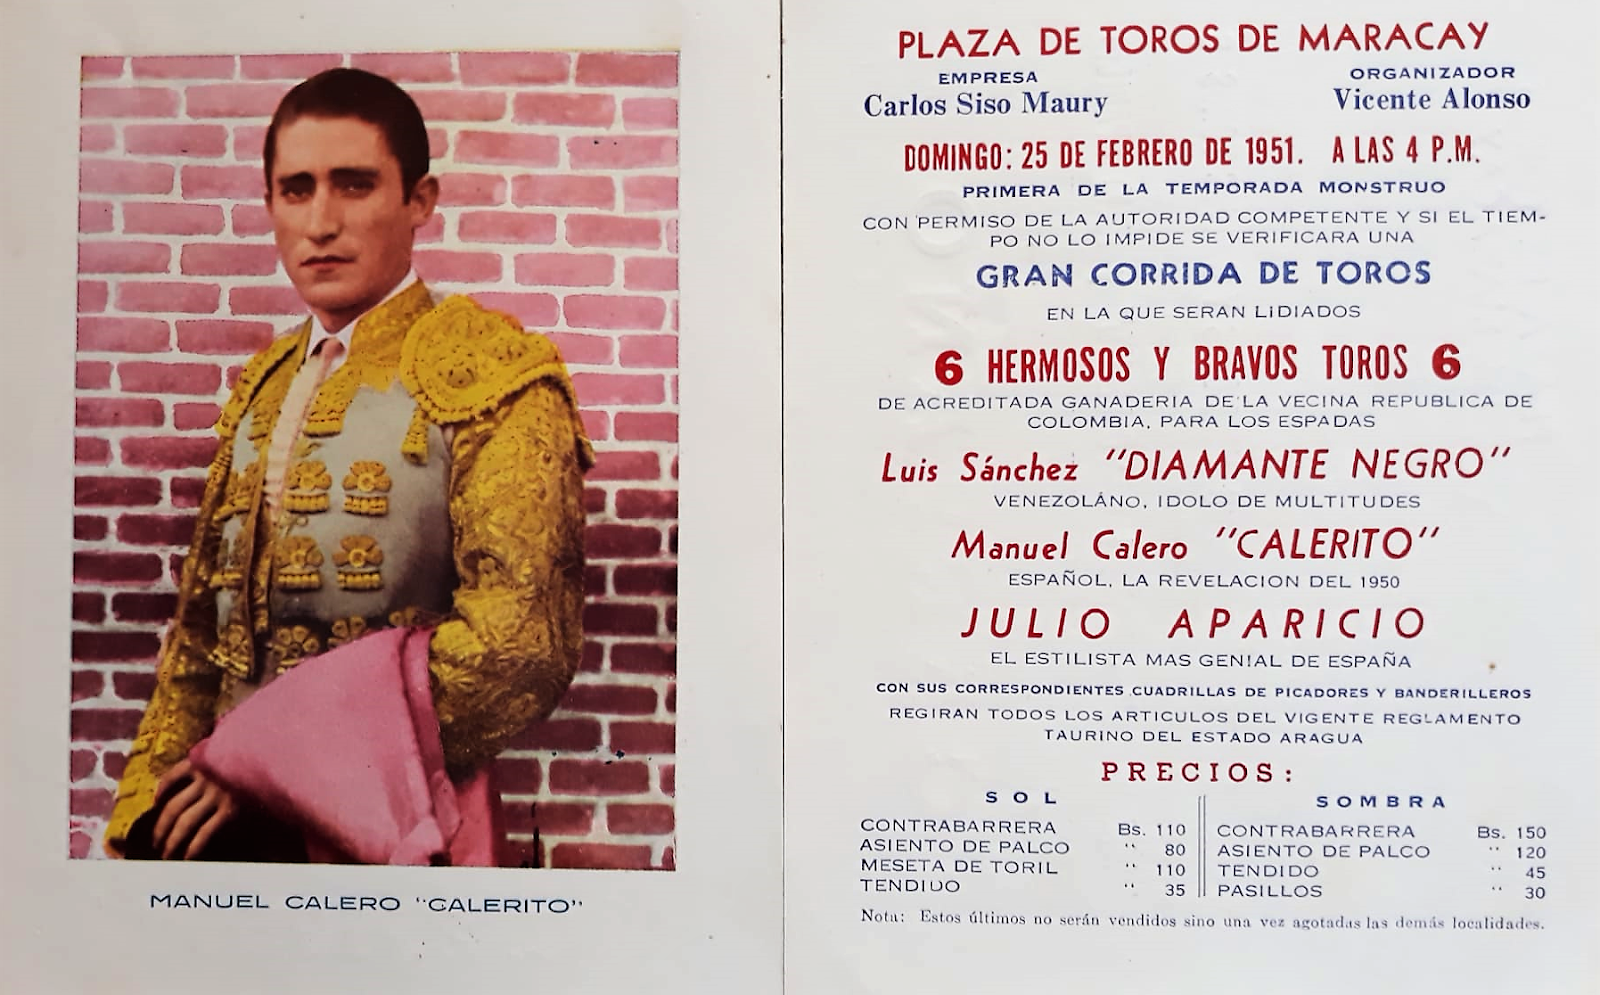 MANUEL CALERO "CALERITO"
PLAZA DE TOROS DE MARACAY
EMPRESA
Carlos Siso Maury
ORGANIZADOR
Vicente Alonso
DOMINGO: 25 DE FEBRERO DE 1951. A LAS 4 P.M.
PRIMERA DE LA TEMPORADA MONSTRUO
CON PERMISO DE LA AUTORIDAD COMPETENTE Y SI EL TIEM-
PO NO LO IMPIDE SE VERIFICARA UNA
GRAN CORRIDA DE TOROS
EN LA QUE SERAN LIDIADOS
6 HERMOSOS Y BRAVOS TOROS 6
DE ACREDITADA GANADERIA DE LA VECINA REPUBLICA DE
COLOMBIA, PARA LOS ESPADAS
Luis Sánchez "DIAMANTE NEGRO"
VENEZOLÁNO, IDOLO DE MULTITUDES
Manuel Calero "CALERITO"
ESPAÑOL, LA REVELACION DEL 1950
JULIO APARICIO
EL ESTILISTA MAS GENIAL DE ESPAÑA
CON SUS CORRESPONDIENTES CUADRILLAS DE PICADORES Y BANDERILLEROS
REGIRAN TODOS LOS ARTICULOS DEL VIGENTE REGLAMENTO
TAURINO DEL ESTADO ARAGUA
PRECIOS:
SOL
CONTRABARRERA Bs. 110
ASIENTO DE PALCO " 80
MESETA DE TORIL " 110
TENDIDO " 35
SOMBRA
CONTRABARRERA Bs. 150
ASIENTO DE PALCO " 120
TENDIDO " 45
PASILLOS " 30
Nota: Estos últimos no serán vendidos sino una vez agotadas las demás localidades.